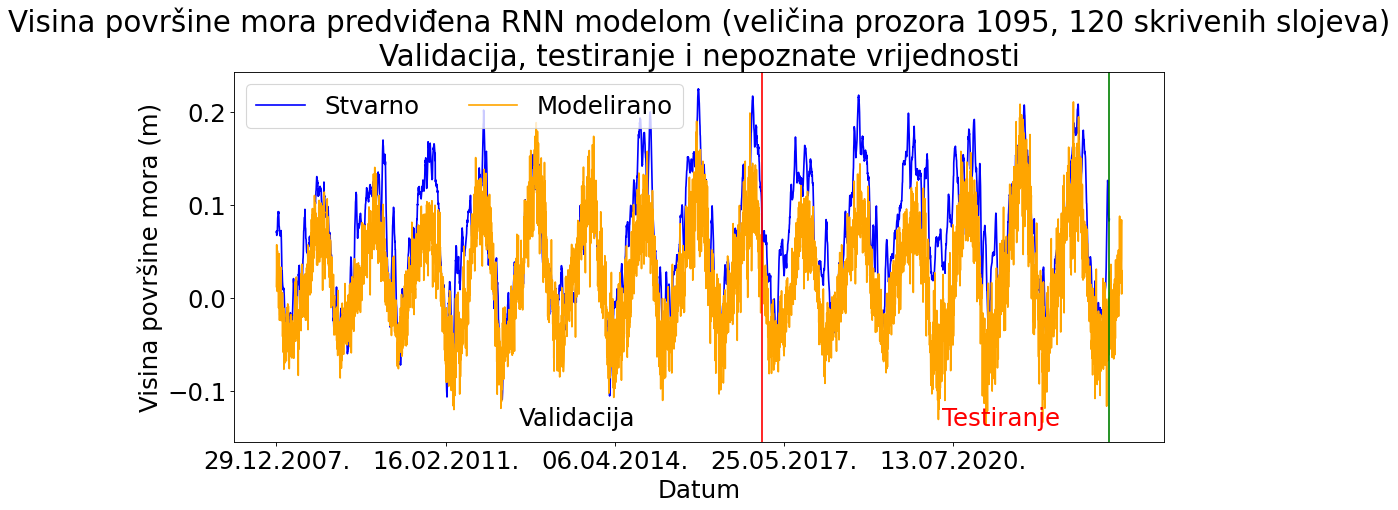 Visina površine mora predviđena RNN modelom (veličina prozora 1095, 120 skrivenih slojeva)
Validacija, testiranje i nepoznate vrijednosti
Stvarno Modelirano
Visina površine mora (m)
0.2
0.1
0.0
−0.1
Validacija Testiranje
29.12.2007. 16.02.2011. 06.04.2014. 25.05.2017. 13.07.2020.
Datum